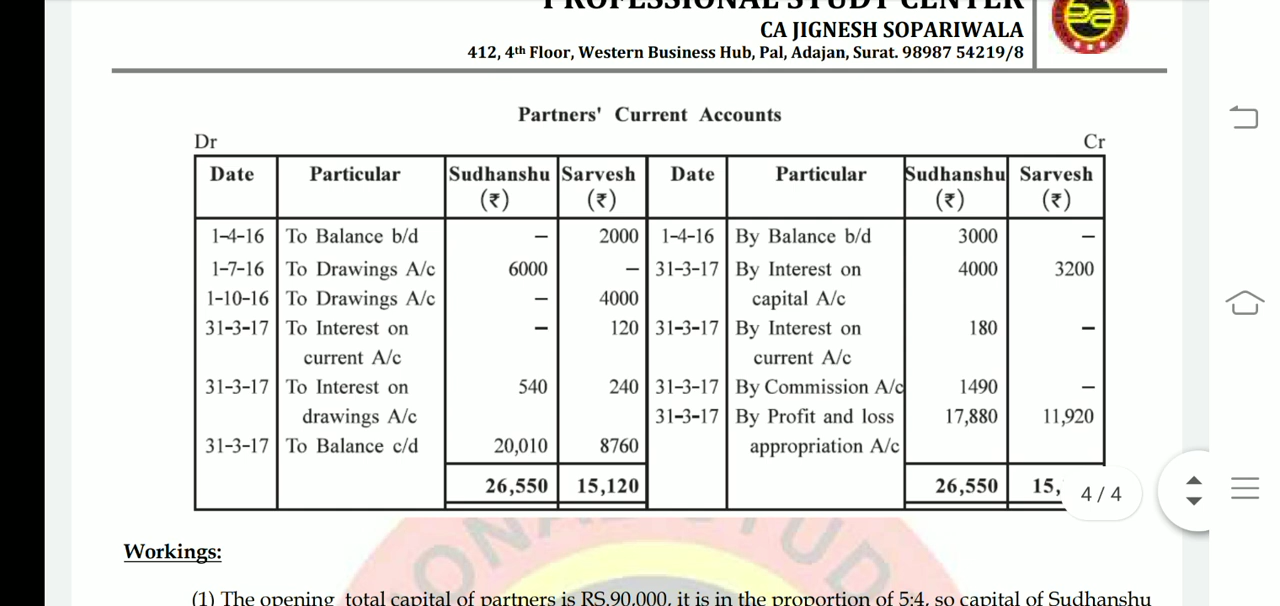 PROFESSIONAL STUDY CENTER
CA JIGNESH SOPARIWALA
412, 4th Floor, Western Business Hub, Pal, Adajan, Surat. 98987 54219/8
Partners' Current Accounts
Dr Cr
Date Particular Sudhanshu Sarvesh Date Particular Sudhanshu Sarvesh
(₹) (₹) (₹) (₹)
1-4-16 To Balance b/d – 2000 1-4-16 By Balance b/d 3000 –
1-7-16 To Drawings A/c 6000 – 31-3-17 By Interest on 4000 3200
1-10-16 To Drawings A/c – 4000 capital A/c
31-3-17 To Interest on – 120 31-3-17 By Interest on 180 –
current A/c current A/c
31-3-17 To Interest on 540 240 31-3-17 By Commission A/c 1490 –
drawings A/c 31-3-17 By Profit and loss 17,880 11,920
31-3-17 To Balance c/d 20,010 8760 appropriation A/c
26,550 15,120 26,550 15,
4 / 4
Workings:
(1) The opening total capital of partners is RS.90,000, it is in the proportion of 5:4, so capital of Sudhanshu